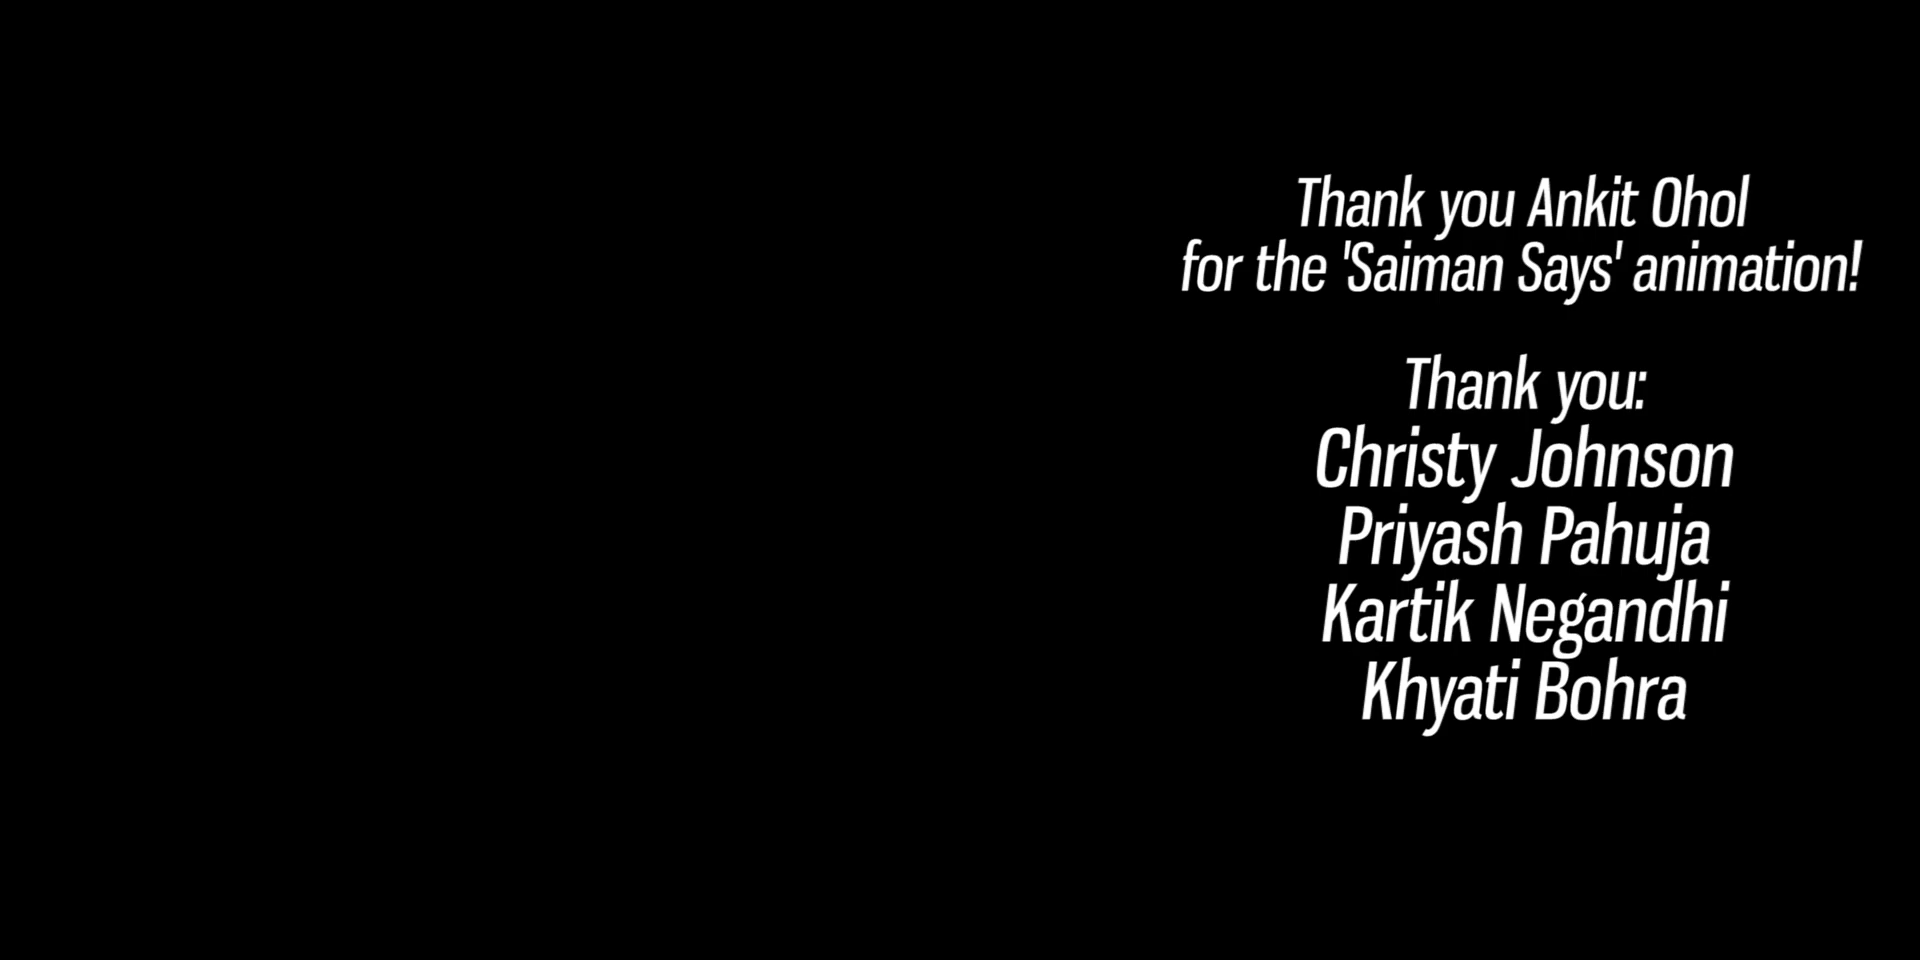 Thank you Ankit Ohol
for the 'Saiman Says' animation!
Thank you:
Christy Johnson
Priyash Pahuja
Kartik Negandhi
Khyati Bohra